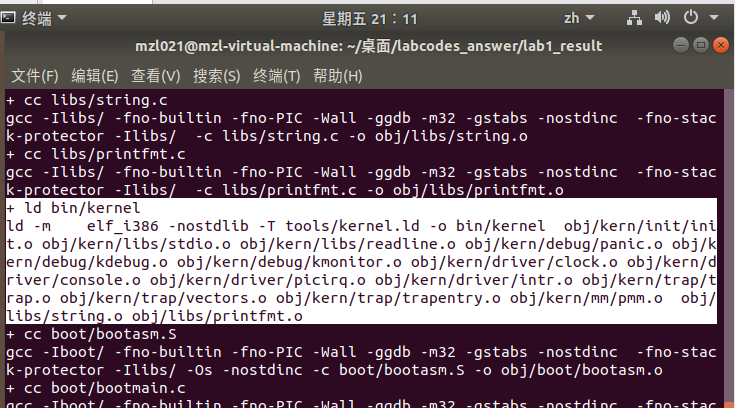 终端
星期五 21：11
zh
mzl021@mzl-virtual-machine: ~/桌面/labcodes_answer/lab1_result
文件(F) 编辑(E) 查看(V) 搜索(S) 终端(T) 帮助(H)
+ cc libs/string.c
gcc -Ilibs/ -fno-builtin -fno-PIC -Wall -ggdb -m32 -gstabs -nostdinc  -fno-stac
k-protector -Ilibs/  -c libs/string.c -o obj/libs/string.o
+ cc libs/printfmt.c
gcc -Ilibs/ -fno-builtin -fno-PIC -Wall -ggdb -m32 -gstabs -nostdinc  -fno-stac
k-protector -Ilibs/  -c libs/printfmt.c -o obj/libs/printfmt.o
+ ld bin/kernel
ld -m    elf_i386 -nostdlib -T tools/kernel.ld -o bin/kernel  obj/kern/init/ini
t.o obj/kern/libs/stdio.o obj/kern/libs/readline.o obj/kern/debug/panic.o obj/k
ern/debug/kdebug.o obj/kern/debug/kmonitor.o obj/kern/driver/clock.o obj/kern/d
river/console.o obj/kern/driver/picirq.o obj/kern/driver/intr.o obj/kern/trap/t
rap.o obj/kern/trap/vectors.o obj/kern/trap/trapentry.o obj/kern/mm/pmm.o  obj/
libs/string.o obj/libs/printfmt.o
+ cc boot/bootasm.S
gcc -Iboot/ -fno-builtin -fno-PIC -Wall -ggdb -m32 -gstabs -nostdinc  -fno-stac
k-protector -Ilibs/ -Os -nostdinc -c boot/bootasm.S -o obj/boot/bootasm.o
+ cc boot/bootmain.c
gcc -Iboot/ -fno-builtin -fno-PIC -Wall -ggdb -m32 -gstabs -nostdinc  -fno-stac